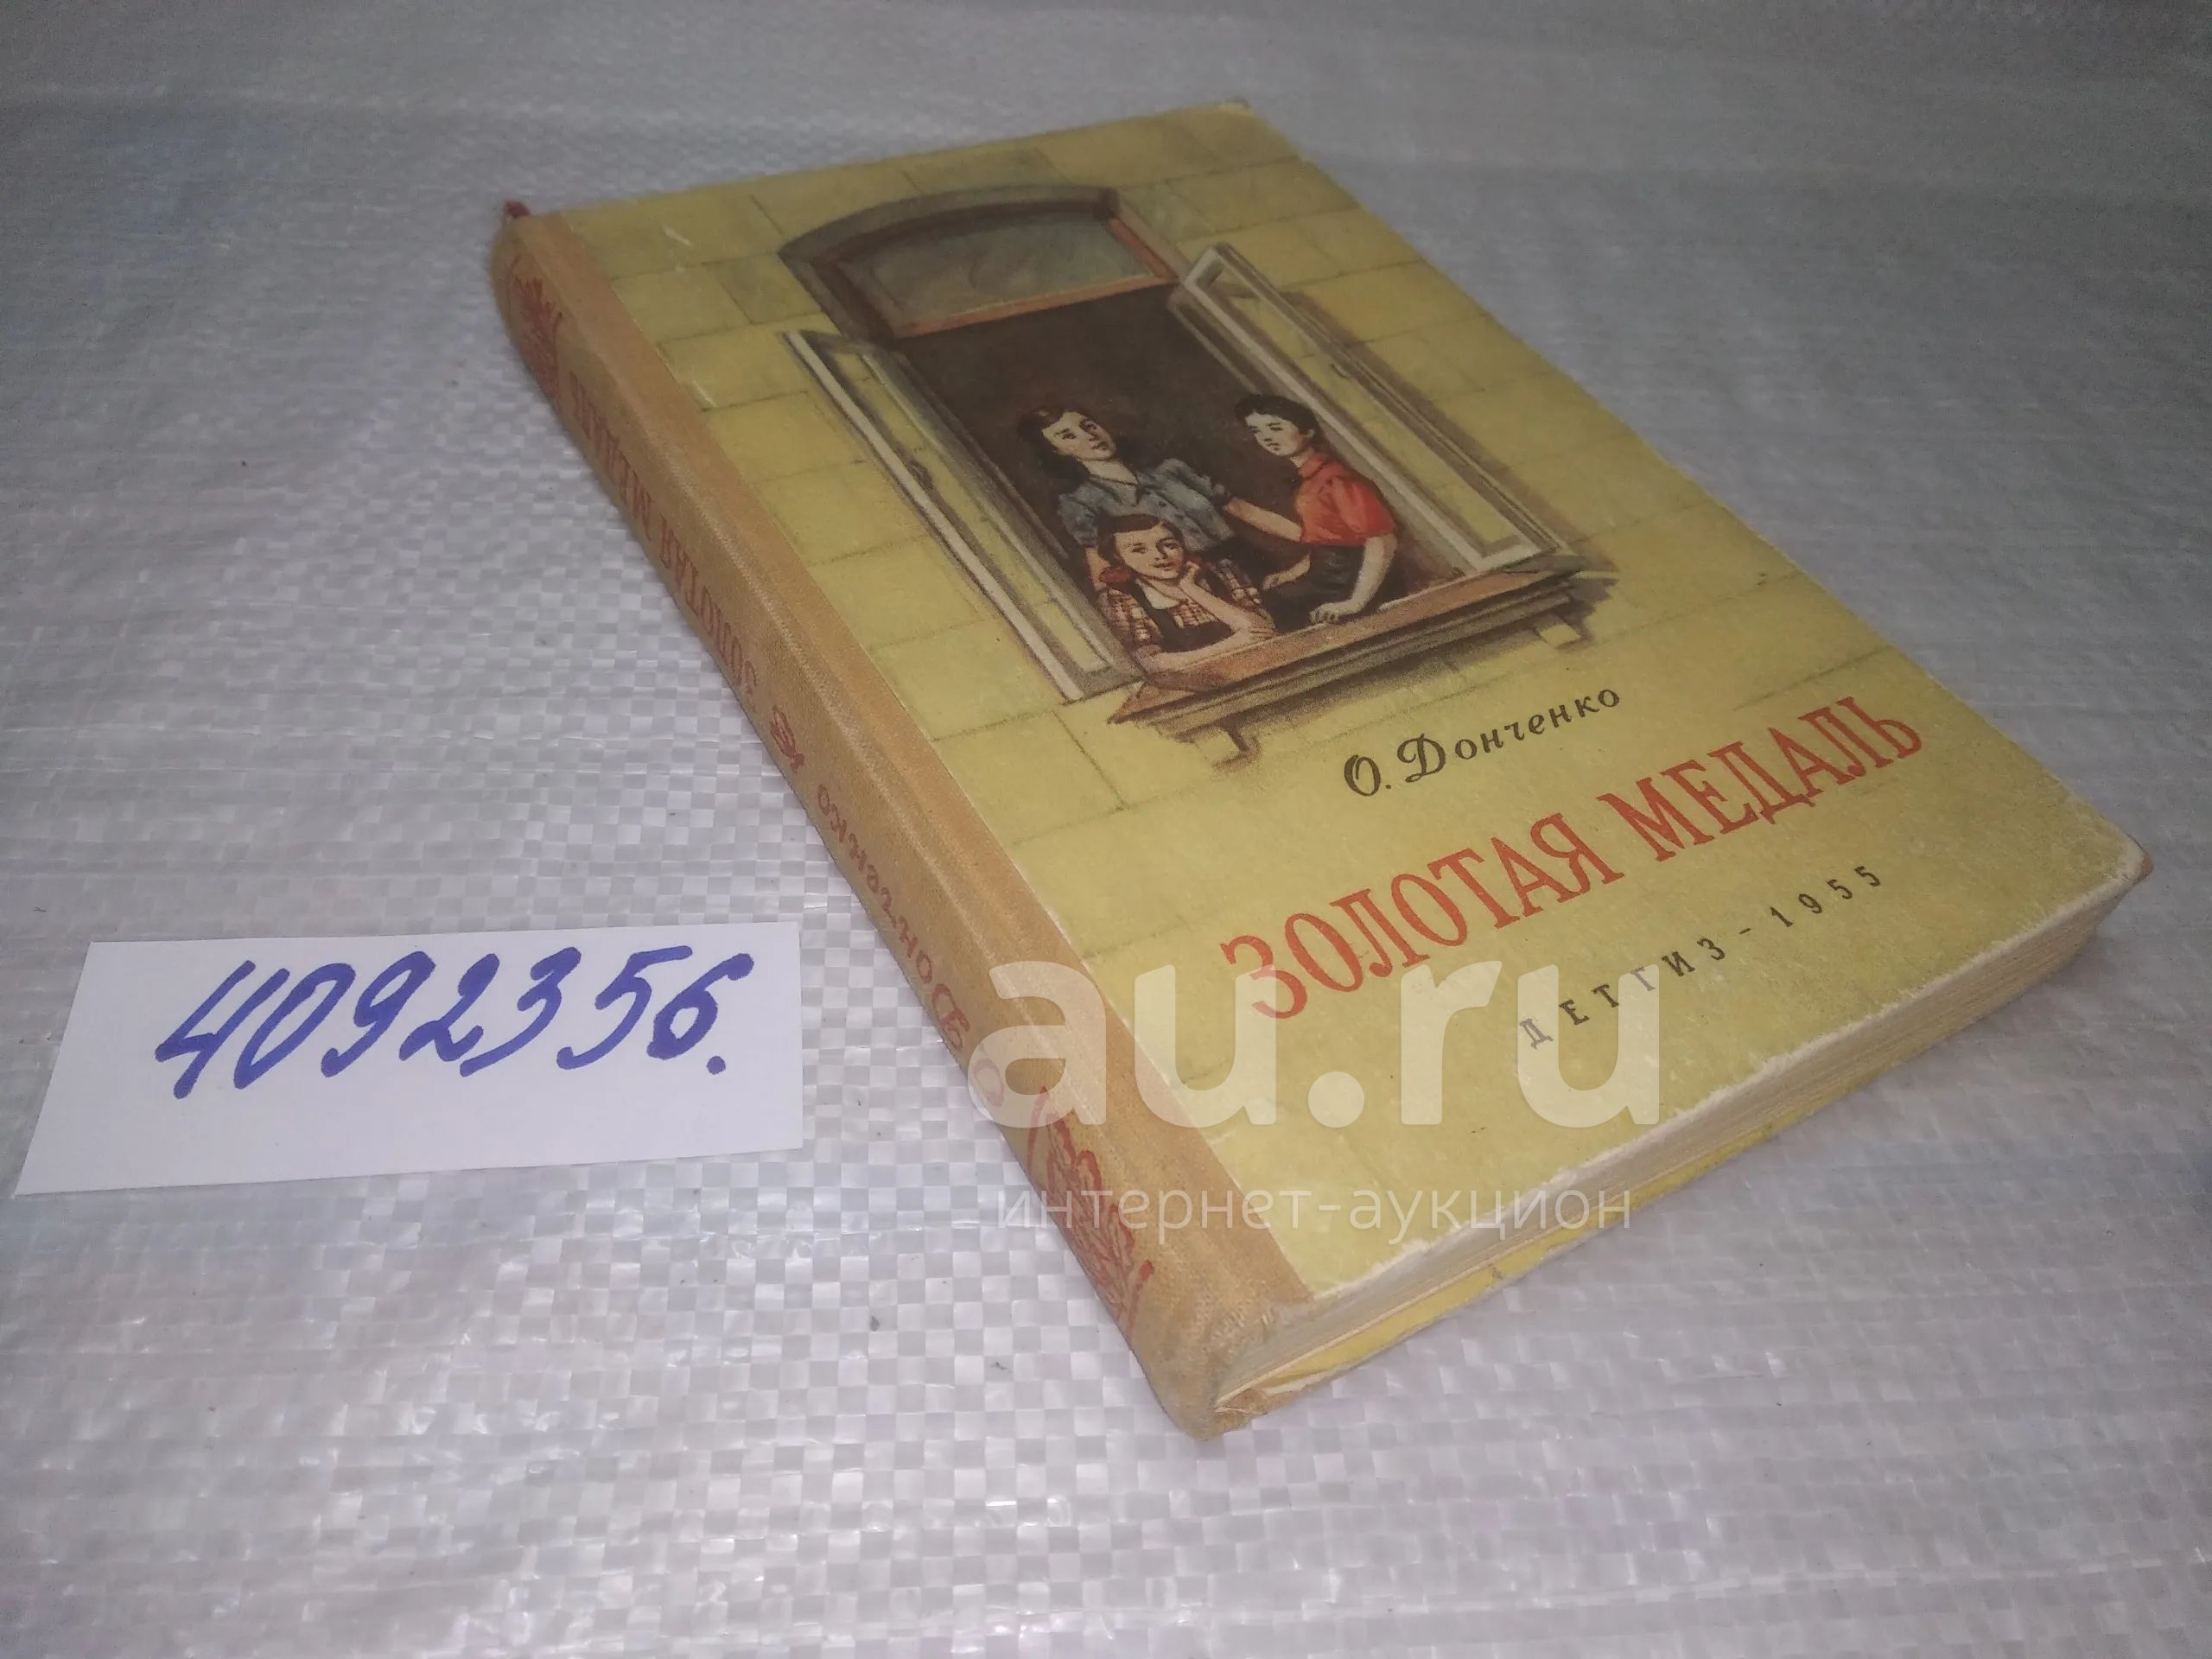 О. Донченко
ЗОЛОТАЯ МЕДАЛЬ
ДЕТГИЗ-1955
О. Донченко ЗОЛОТАЯ МЕДАЛЬ
4092356.
au.ru
интернет-аукцион